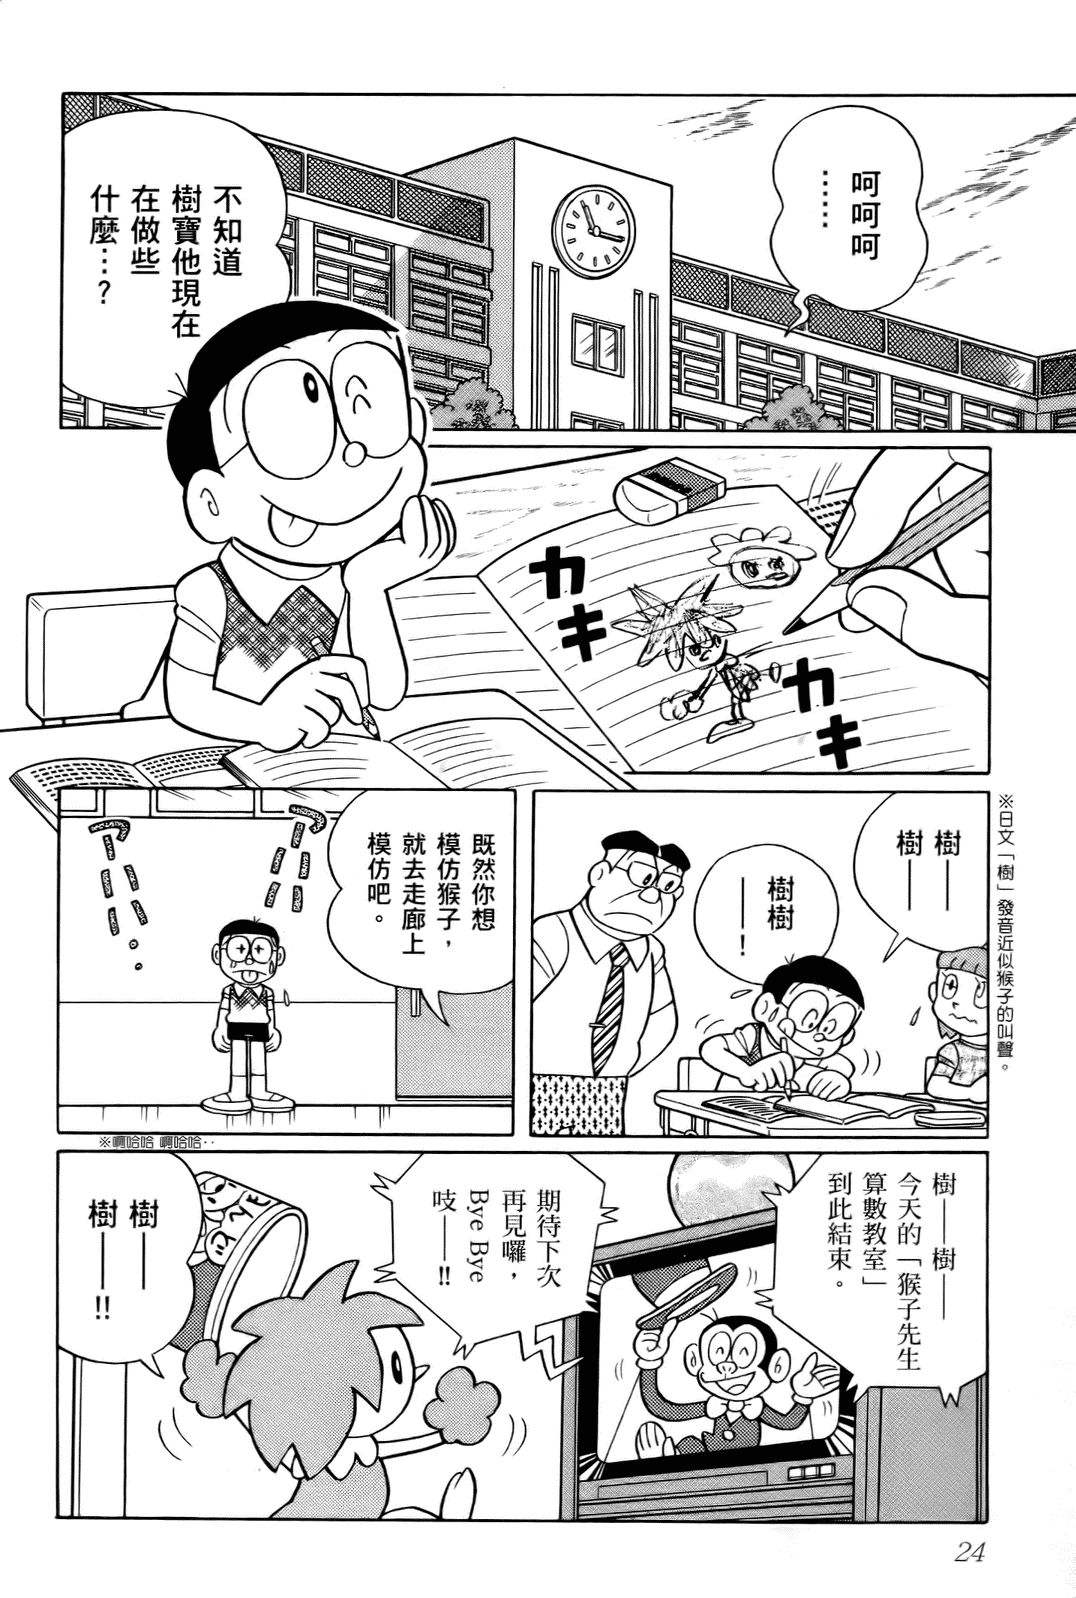 呵呵呵
……
不知道
樹寶他現在
在做些
什麼…?
カキ
カキ
※日文「樹」發音近似猴子的叫聲。
樹——
樹——
樹樹
——!
既然你想
模仿猴子，
就去走廊上
模仿吧。
※啊哈哈 啊哈哈‥
樹——樹——
今天的「猴子先生
算數教室」
到此結束。
期待下次
再見囉，
Bye Bye
吱——!!
樹——
樹——!!
24